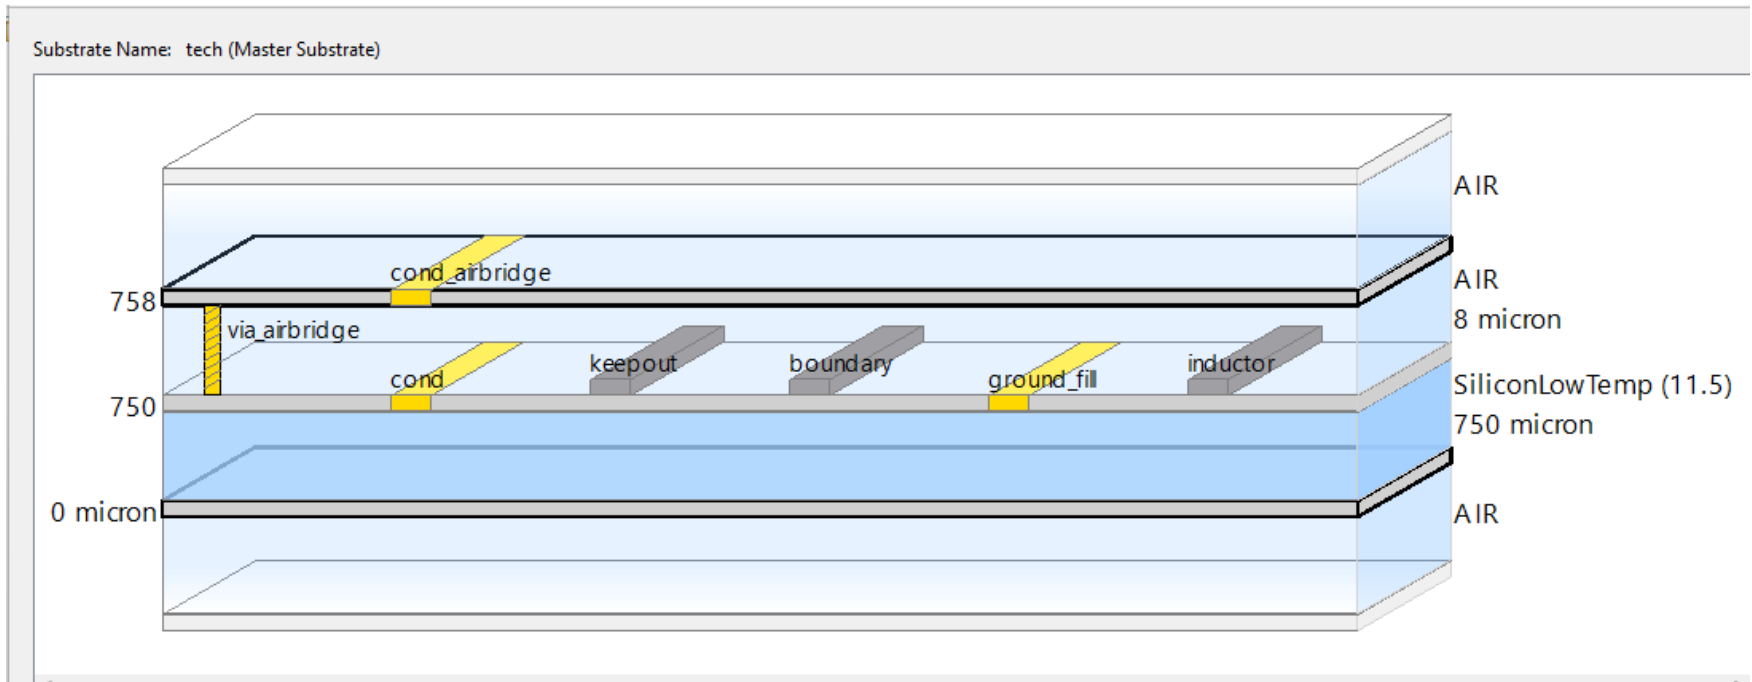 Substrate Name: tech (Master Substrate)
AIR
cond_airbridge
AIR
758
8 micron
via_airbridge
keepout
boundary
inductor
cond
ground_fill
SiliconLowTemp (11.5)
750
750 micron
0 micron
AIR